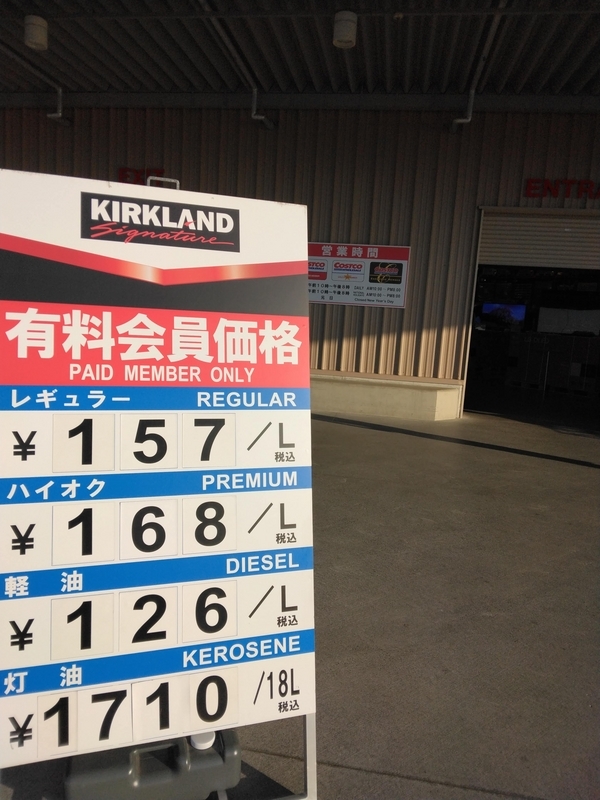 KIRKLAND
Signature
有料会員価格
PAID MEMBER ONLY
レギュラー REGULAR
¥ 157 /L
税込
ハイオク PREMIUM
¥ 168 /L
税込
軽 油 DIESEL
¥ 126 /L
税込
灯 油 KEROSENE
¥ 1710 /18L
税込
営業時間
COSTCO